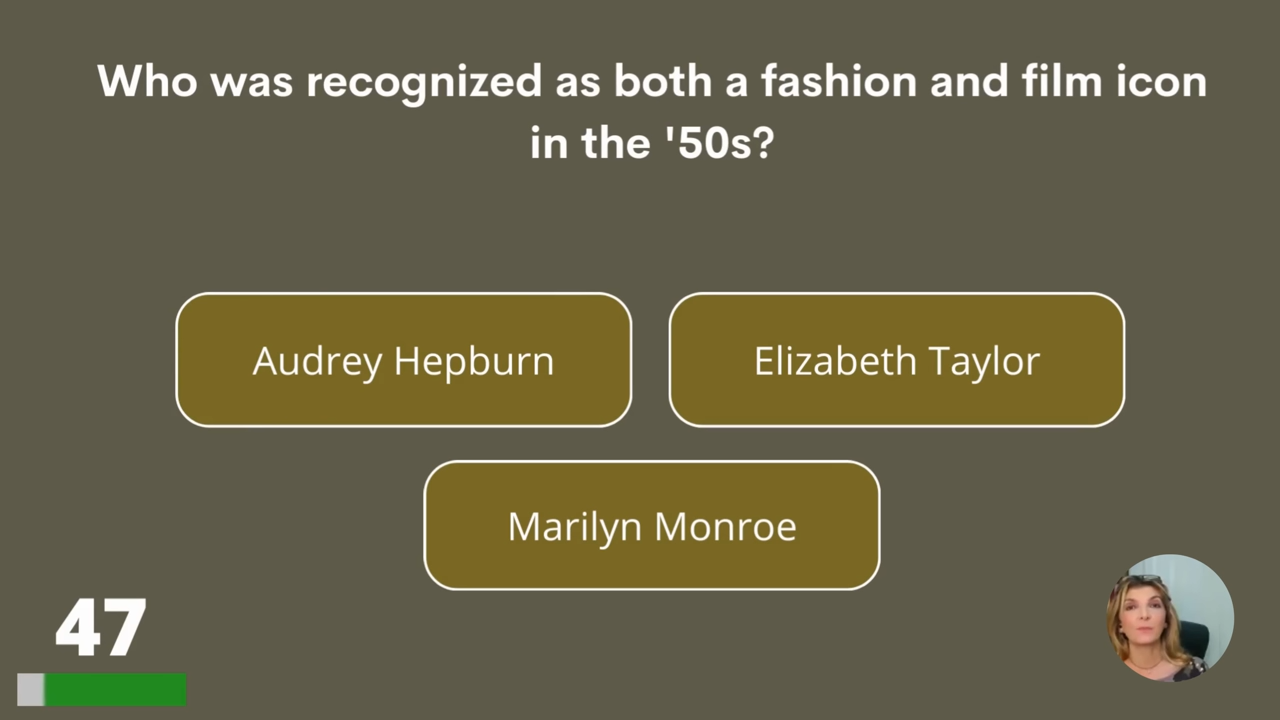 Who was recognized as both a fashion and film icon
in the '50s?
Audrey Hepburn
Elizabeth Taylor
Marilyn Monroe
47